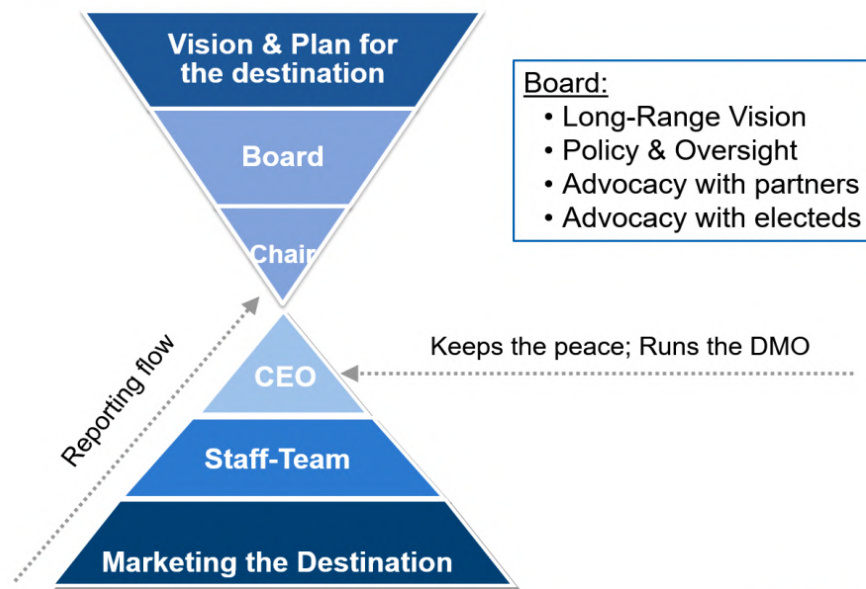 Vision & Plan for
the destination
Board
Chair
Board:
• Long-Range Vision
• Policy & Oversight
• Advocacy with partners
• Advocacy with electeds
Reporting flow
CEO
Keeps the peace; Runs the DMO
Staff-Team
Marketing the Destination